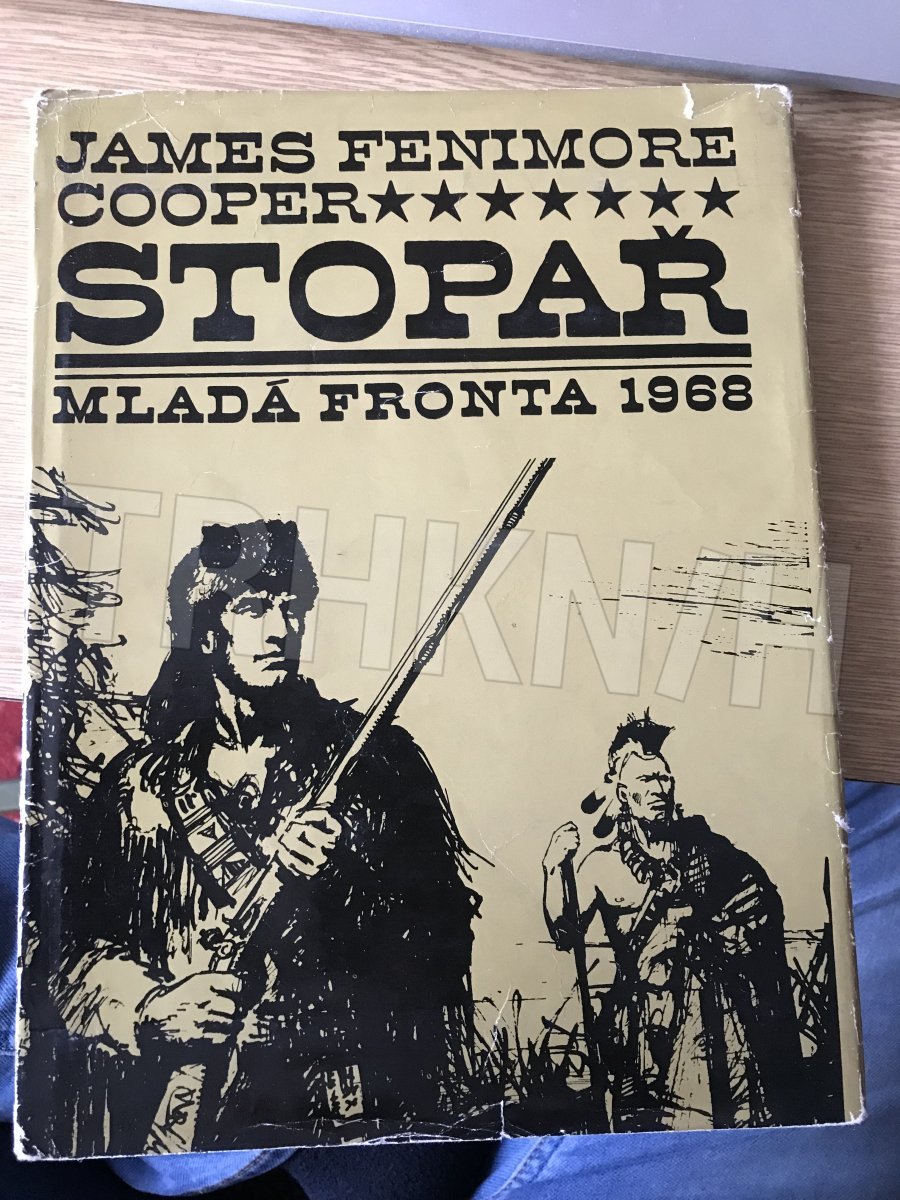 JAMES FENIMORE
COOPER★★★★★★★
STOPAŘ
MLADÁ FRONTA 1968
TRHKNIH